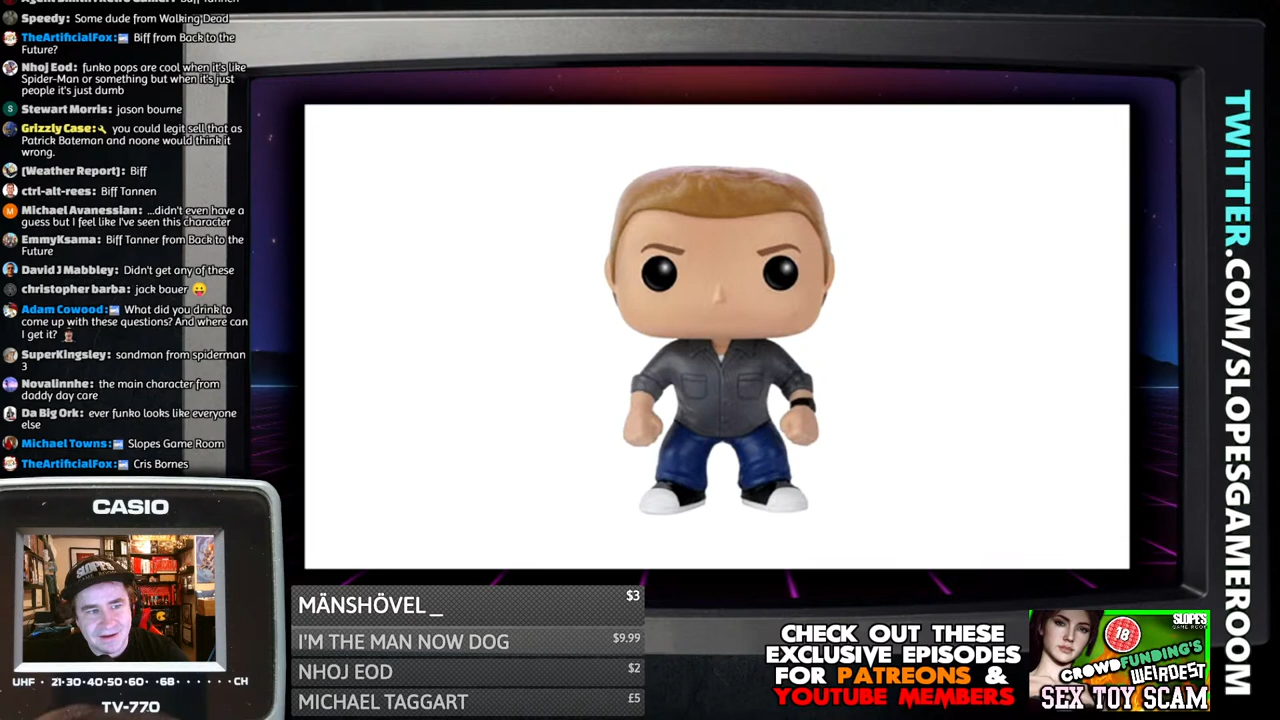 Speedy: Some dude from Walking Dead
TheArtificialFox: Biff from Back to the
Future?
Nhoj Eod: funko pops are cool when it's like
Spider-Man or something but when it's just
people it's just dumb
S Stewart Morris: jason bourne
Grizzly Case: you could legit sell that as
Patrick Bateman and noone would think it
wrong.
[Weather Report]: Biff
ctrl-alt-rees: Biff Tannen
M Michael Avanessian: ...didn't even have a
guess but I feel like I've seen this character
EmmyKsama: Biff Tanner from Back to the
Future
David J Mabbley: Didn't get any of these
christopher barba: jack bauer 😛
Adam Cowood: What did you drink to
come up with these questions? And where can
I get it?
SuperKingsley: sandman from spiderman
3
Novalinnhe: the main character from
daddy day care
Da Big Ork: ever funko looks like everyone
else
Michael Towns: Slopes Game Room
TheArtificialFox: Cris Bornes
CASIO
SLOPES
GAME ROOM
UHF • 21·30·40·50·60 • ·68 • • • • • • CH
TV-770
MÄNSHÖVEL _ $3
I'M THE MAN NOW DOG $9.99
NHOJ EOD $2
MICHAEL TAGGART £5
CHECK OUT THESE
EXCLUSIVE EPISODES
FOR PATREONS &
YOUTUBE MEMBERS
18
SLOPES
GAME ROOM
CROWDFUNDING'S
WEIRDEST
SEX TOY SCAM
TWITTER.COM/SLOPESGAMEROOM